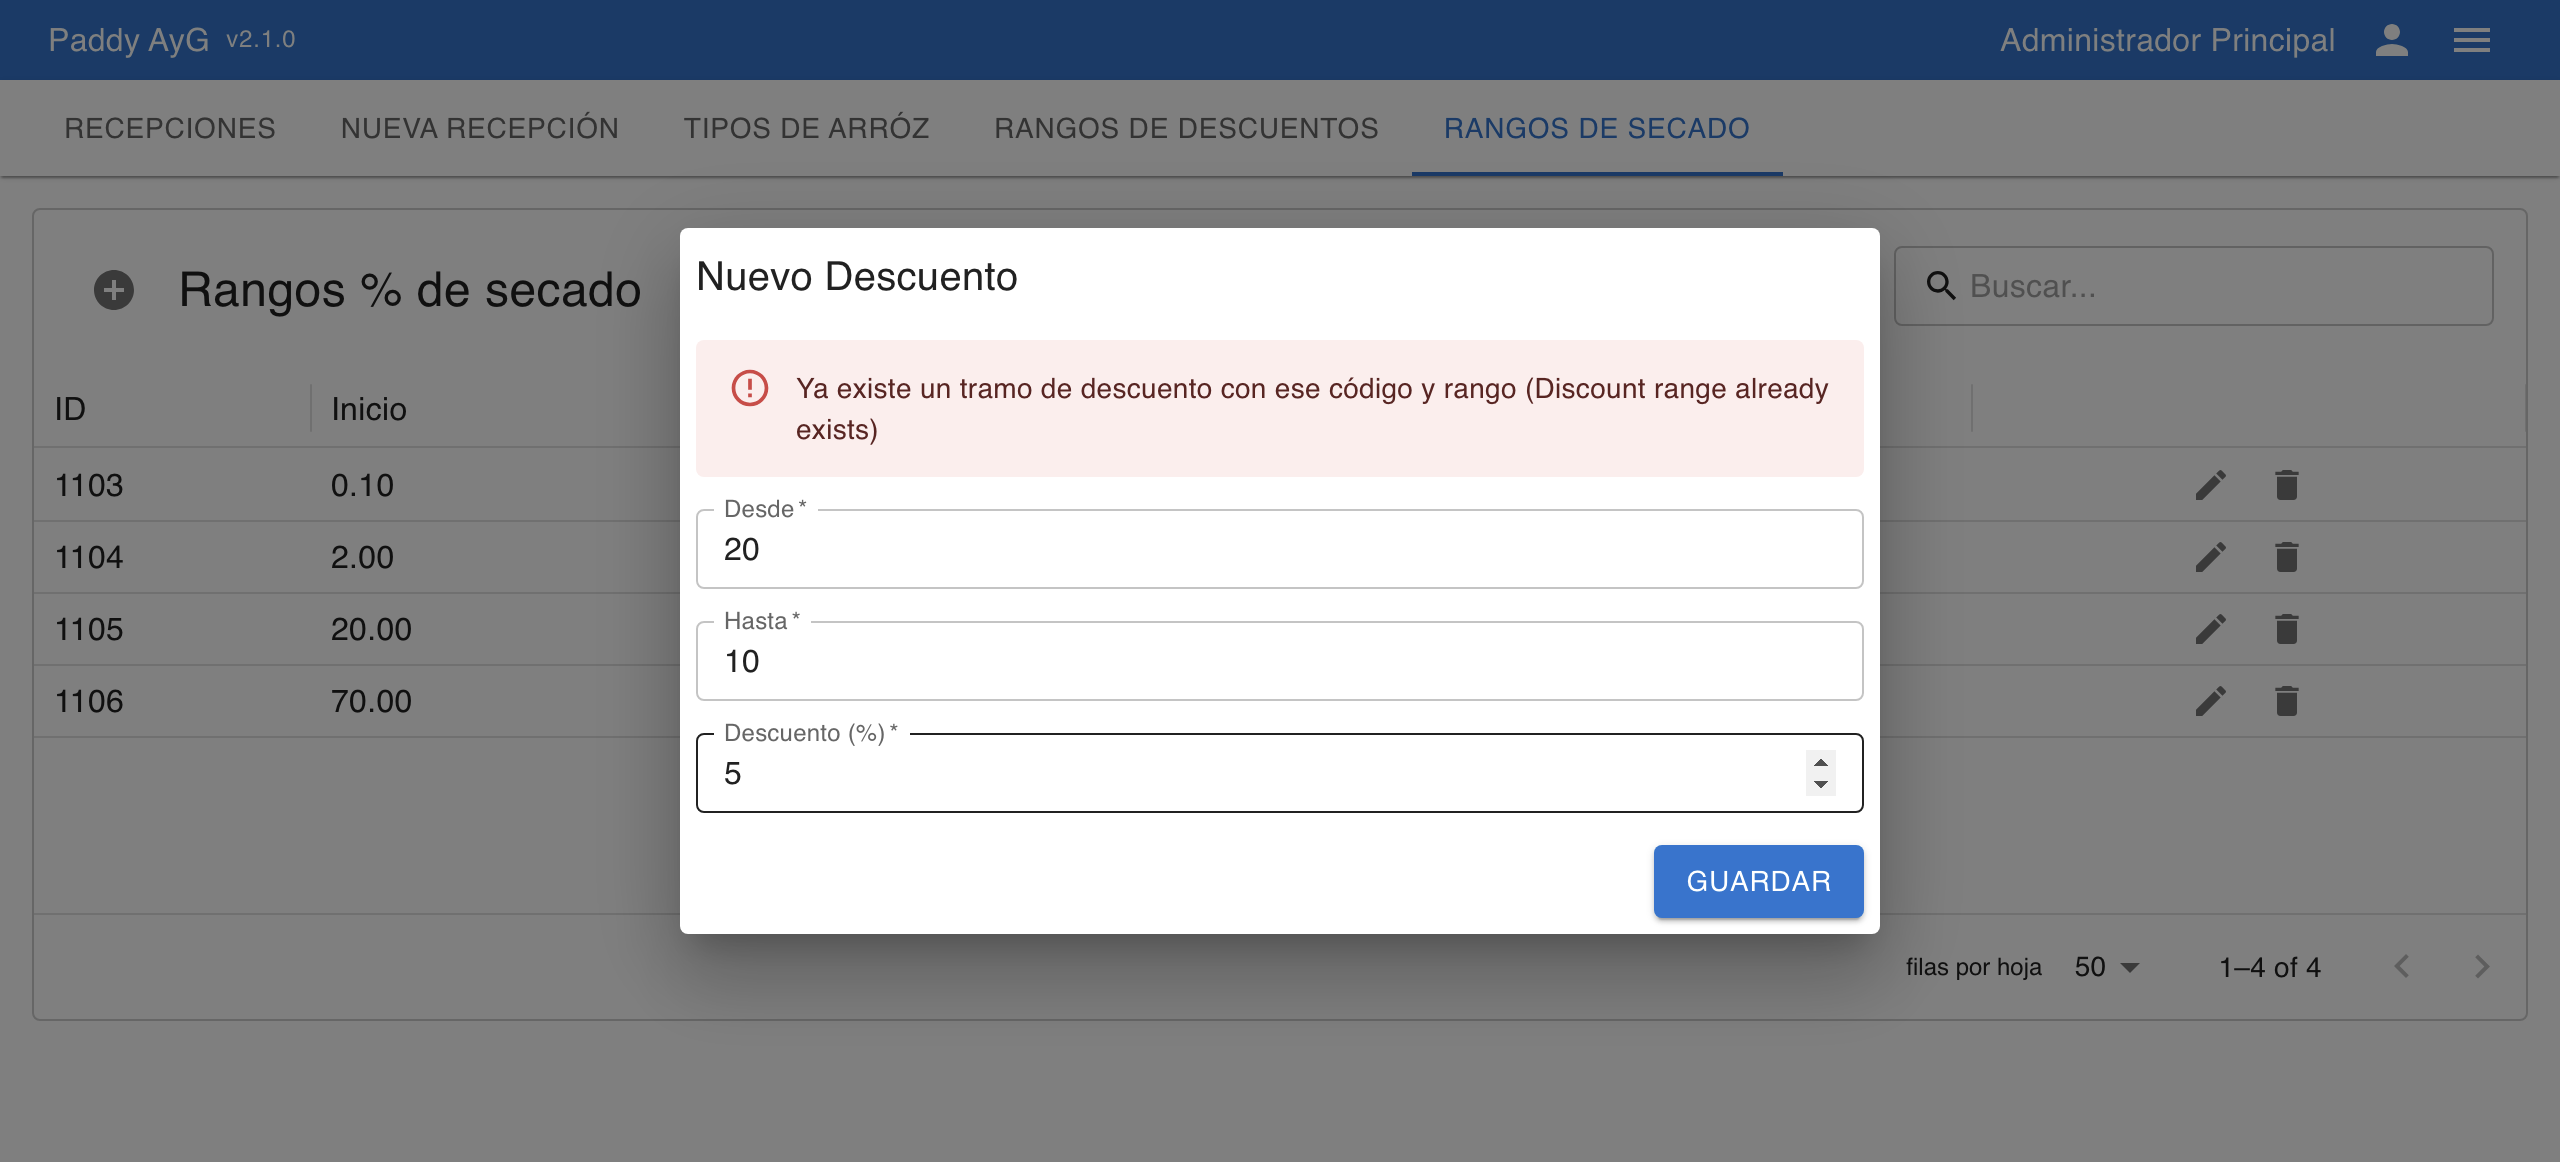 Paddy AyG v2.1.0
Administrador Principal
RECEPCIONES
NUEVA RECEPCIÓN
TIPOS DE ARRÓZ
RANGOS DE DESCUENTOS
RANGOS DE SECADO
Rangos % de secado
Buscar...
ID
Inicio
1103
0.10
1104
2.00
1105
20.00
1106
70.00
Nuevo Descuento
Ya existe un tramo de descuento con ese código y rango (Discount range already
exists)
Desde *
20
Hasta *
10
Descuento (%) *
5
GUARDAR
filas por hoja
50
1–4 of 4